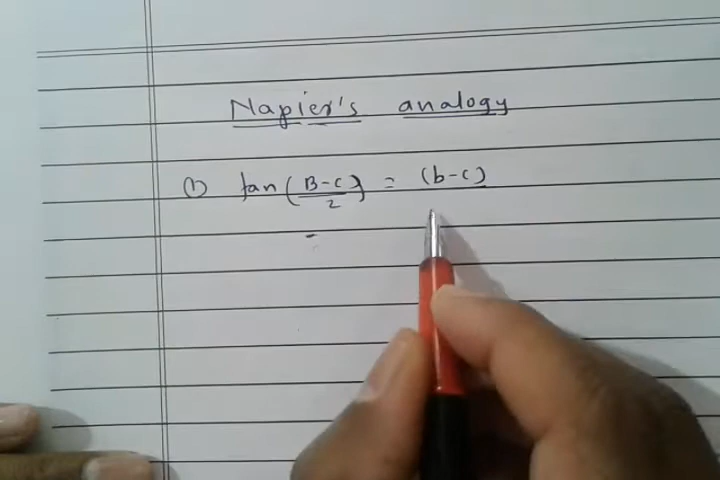 Napier's analogy
① tan (B-C/2) = (b-c)